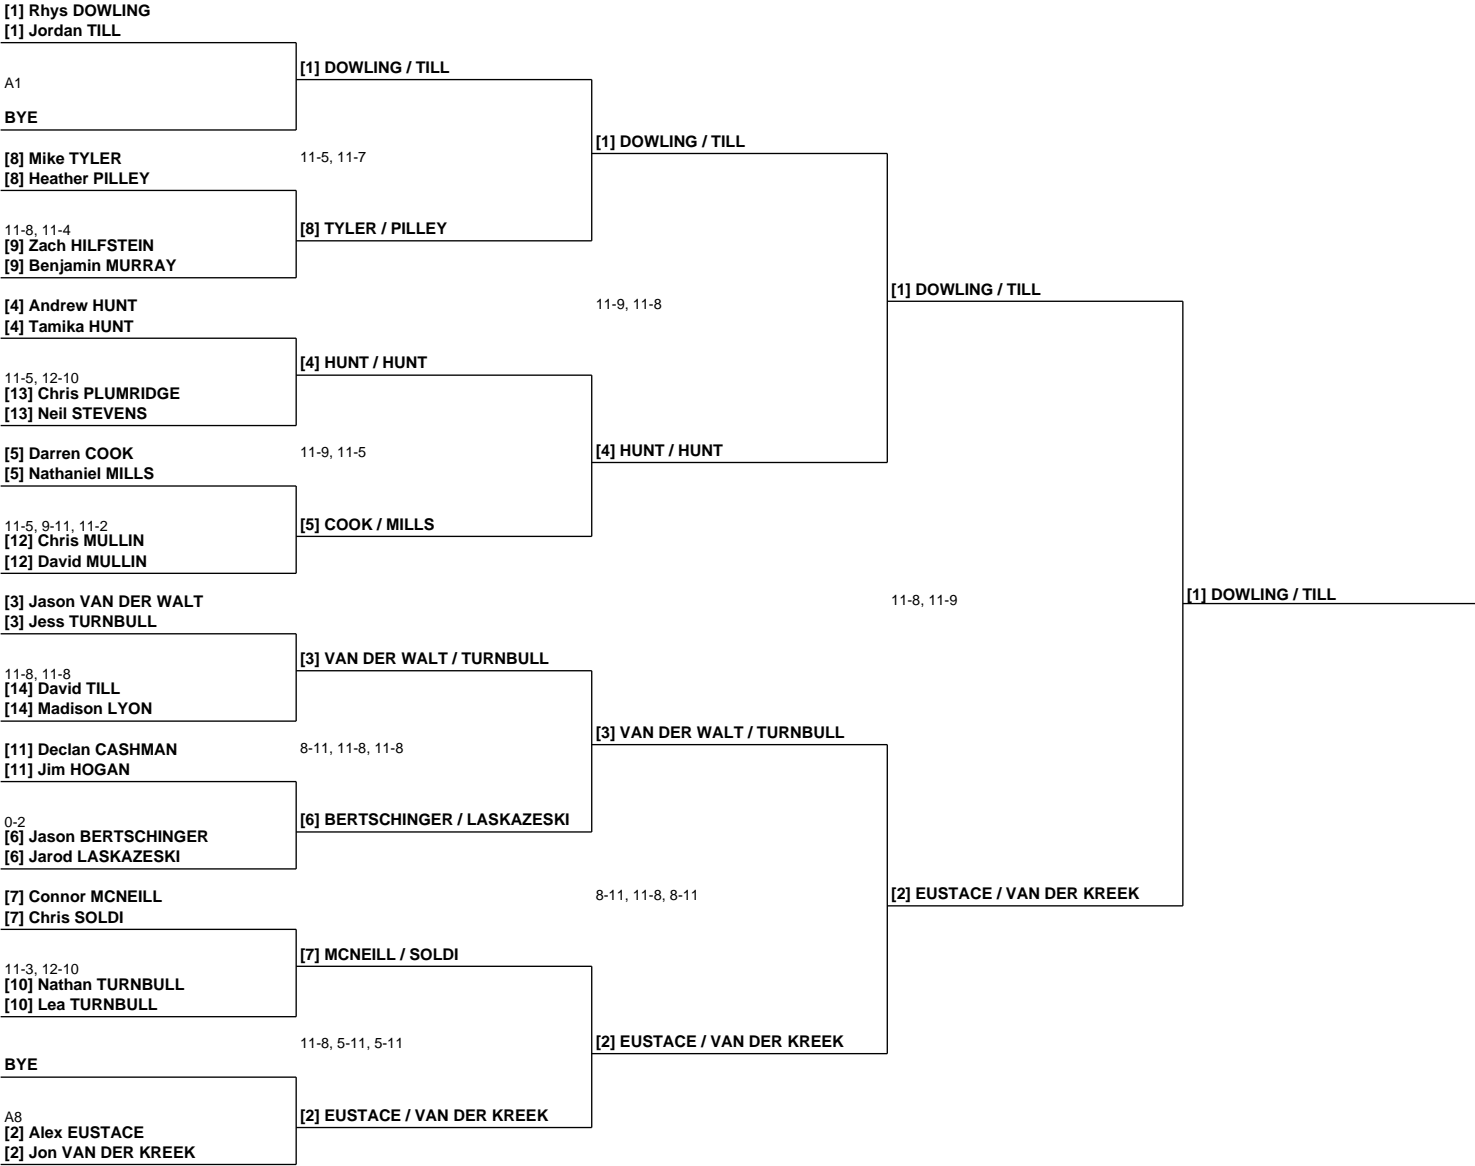 [1] Rhys DOWLING
[1] Jordan TILL
[1] DOWLING / TILL
A1
BYE
[1] DOWLING / TILL
[8] Mike TYLER
11-5, 11-7
[8] Heather PILLEY
11-8, 11-4
[8] TYLER / PILLEY
[9] Zach HILFSTEIN
[9] Benjamin MURRAY
[1] DOWLING / TILL
[4] Andrew HUNT
11-9, 11-8
[4] Tamika HUNT
[4] HUNT / HUNT
11-5, 12-10
[13] Chris PLUMRIDGE
[13] Neil STEVENS
[5] Darren COOK
11-9, 11-5
[4] HUNT / HUNT
[5] Nathaniel MILLS
11-5, 9-11, 11-2
[5] COOK / MILLS
[12] Chris MULLIN
[12] David MULLIN
[3] Jason VAN DER WALT
11-8, 11-9
[1] DOWLING / TILL
[3] Jess TURNBULL
[3] VAN DER WALT / TURNBULL
11-8, 11-8
[14] David TILL
[14] Madison LYON
[3] VAN DER WALT / TURNBULL
[11] Declan CASHMAN
8-11, 11-8, 11-8
[11] Jim HOGAN
0-2
[6] BERTSCHINGER / LASKAZESKI
[6] Jason BERTSCHINGER
[6] Jarod LASKAZESKI
[7] Connor MCNEILL
8-11, 11-8, 8-11
[2] EUSTACE / VAN DER KREEK
[7] Chris SOLDI
[7] MCNEILL / SOLDI
11-3, 12-10
[10] Nathan TURNBULL
[10] Lea TURNBULL
11-8, 5-11, 5-11
[2] EUSTACE / VAN DER KREEK
BYE
A8
[2] EUSTACE / VAN DER KREEK
[2] Alex EUSTACE
[2] Jon VAN DER KREEK